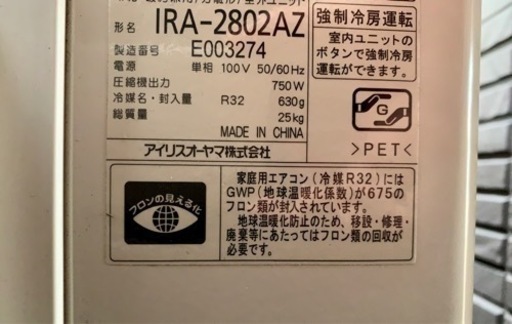 形名 IRA-2802AZ
製造番号 E003274
電源 単相 100V 50/60Hz
圧縮機出力 750W
冷媒名・封入量 R32 630g
総質量 25kg
MADE IN CHINA
アイリスオーヤマ株式会社
強制冷房運転
室内ユニットの
ボタンで強制冷房
運転ができます。
G
>PET<
フロンの見える化
家庭用エアコン(冷媒R32)には
GWP(地球温暖化係数)が675の
フロン類が封入されています。
地球温暖化防止のため、移設・修理・
廃棄等にあたってはフロン類の回収が
必要です。